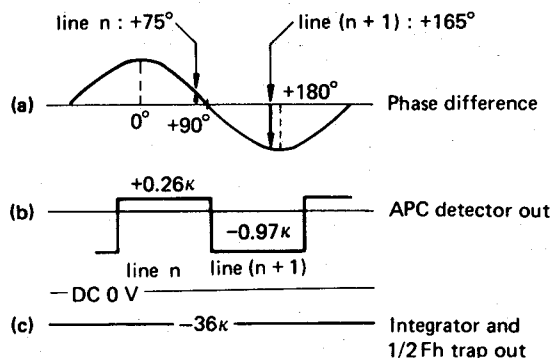 line n : +75°
line (n + 1) : +165°
(a)
+180°
Phase difference
0°
+90°
+0.26κ
(b)
APC detector out
−0.97κ
line n
line (n + 1)
DC 0 V
(c)
−36κ
Integrator and
1/2 Fh trap out